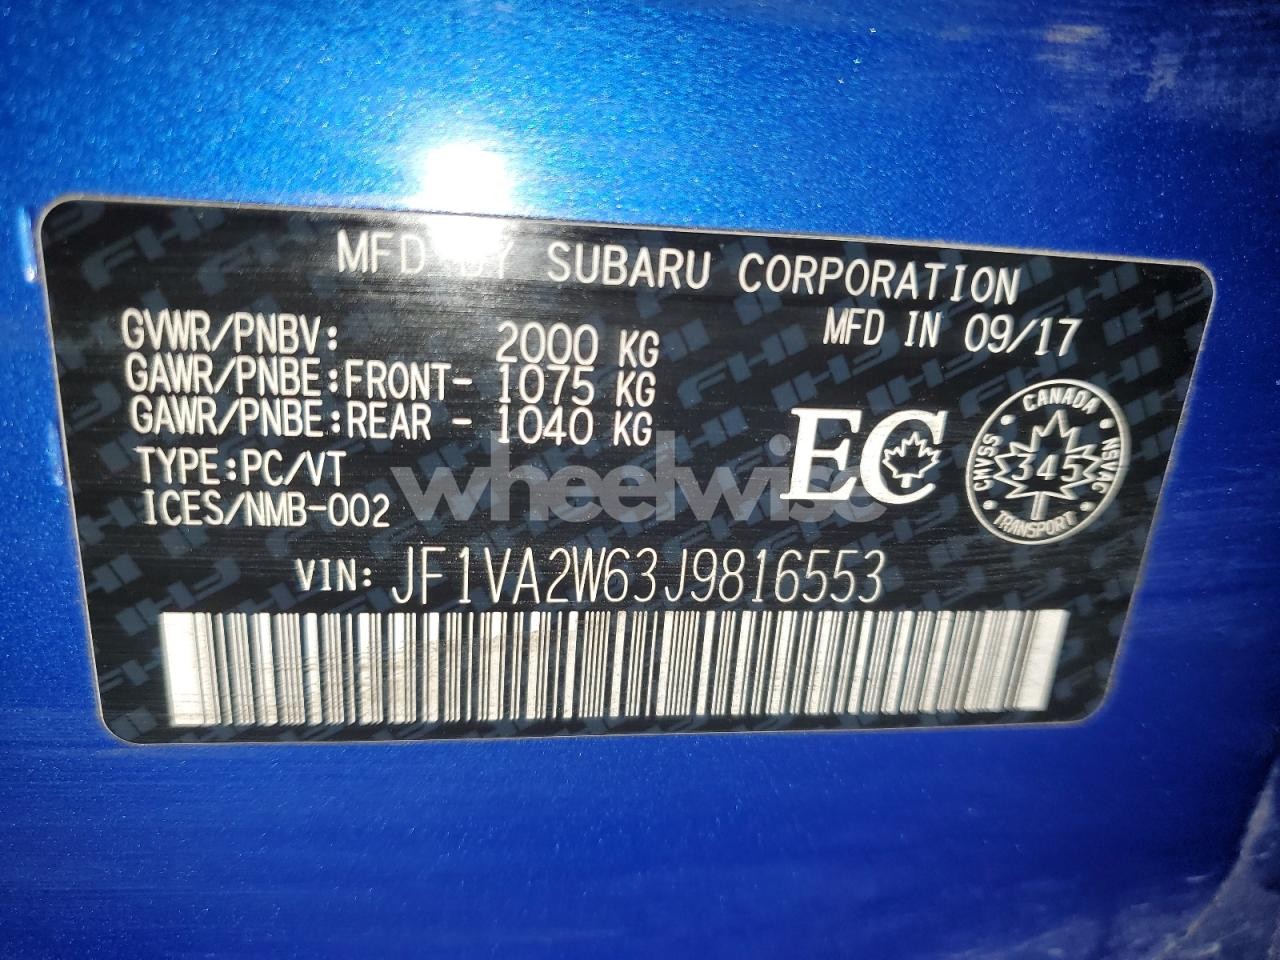 MFD BY SUBARU CORPORATION
GVWR/PNBV: 2000 KG MFD IN 09/17
GAWR/PNBE:FRONT- 1075 KG
GAWR/PNBE:REAR - 1040 KG
TYPE:PC/VT
ICES/NMB-002
EC
CANADA
CMVSS NSVAC
345
TRANSPORT
wheelwise
VIN: JF1VA2W63J9816553
FHI